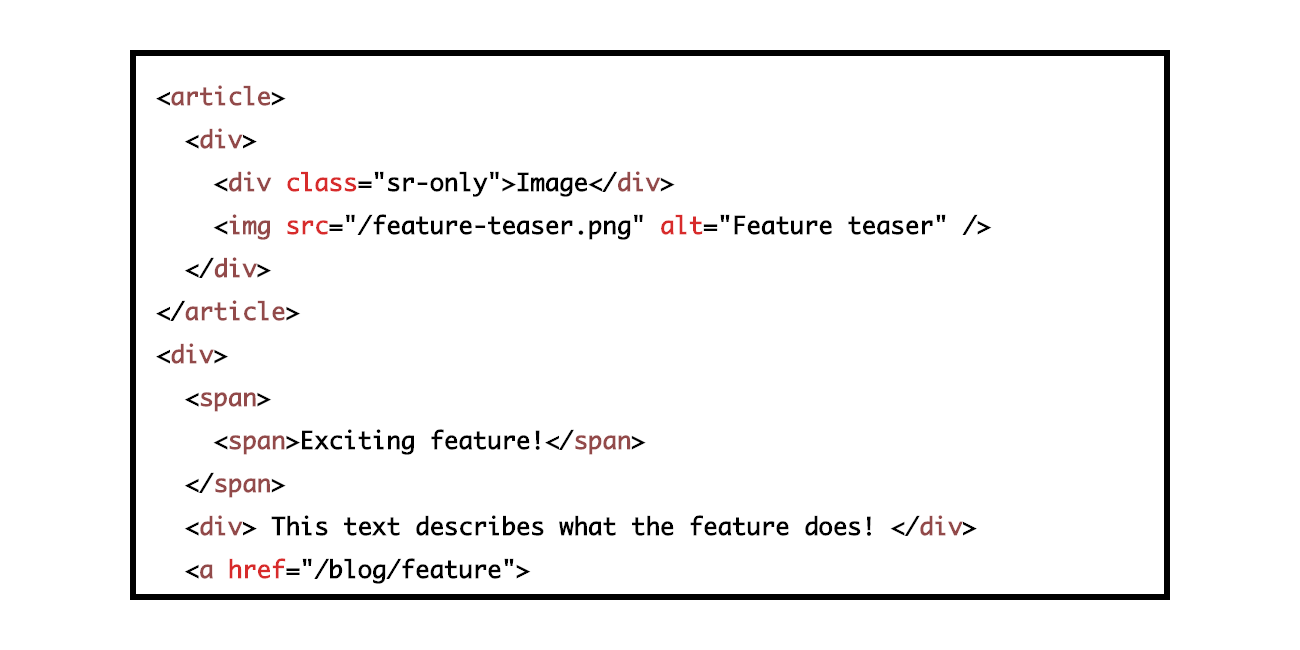 <article>
  <div>
    <div class="sr-only">Image</div>
    <img src="/feature-teaser.png" alt="Feature teaser" />
  </div>
</article>
<div>
  <span>
    <span>Exciting feature!</span>
  </span>
  <div> This text describes what the feature does! </div>
  <a href="/blog/feature">